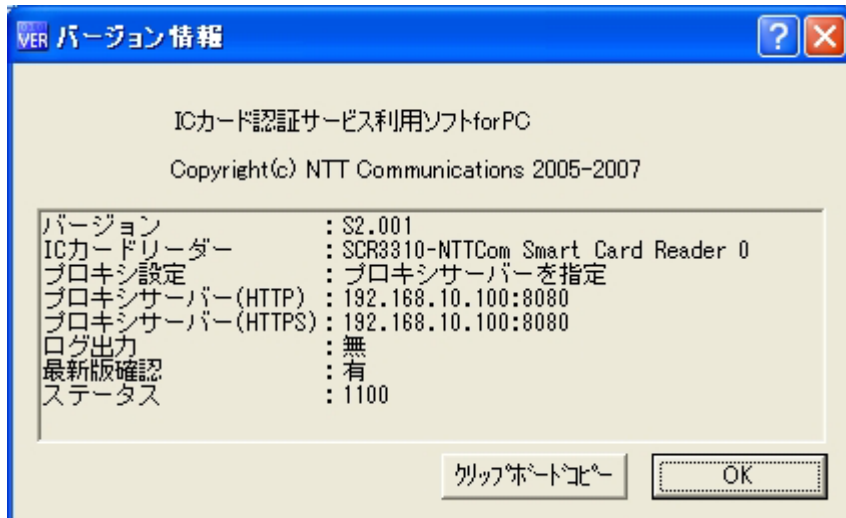 VER バージョン情報
ICカード認証サービス利用ソフトforPC
Copyright(c) NTT Communications 2005-2007
バージョン : S2.001
ICカードリーダー : SCR3310-NTTCom Smart Card Reader 0
プロキシ設定 : プロキシサーバーを指定
プロキシサーバー(HTTP) : 192.168.10.100:8080
プロキシサーバー(HTTPS) : 192.168.10.100:8080
ログ出力 : 無
最新版確認 : 有
ステータス : 1100
クリップボードコピー OK